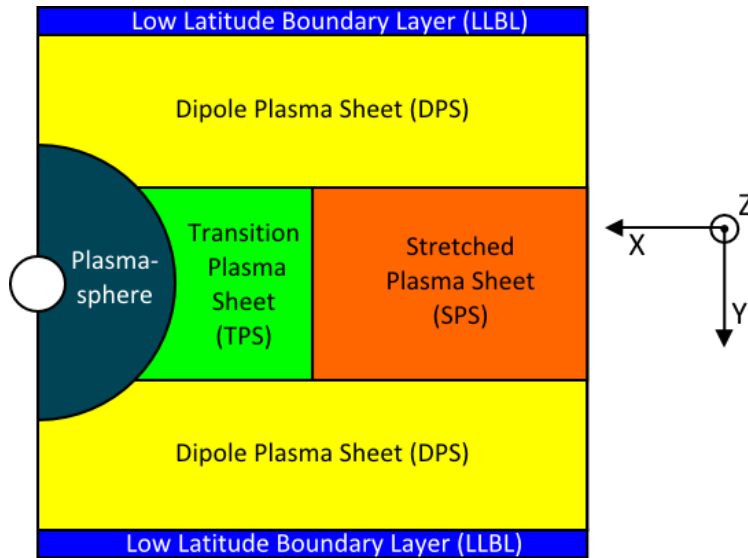 Low Latitude Boundary Layer (LLBL)
Dipole Plasma Sheet (DPS)
Plasma-
sphere
Transition
Plasma
Sheet
(TPS)
Stretched
Plasma Sheet
(SPS)
Z
X
Y
Dipole Plasma Sheet (DPS)
Low Latitude Boundary Layer (LLBL)